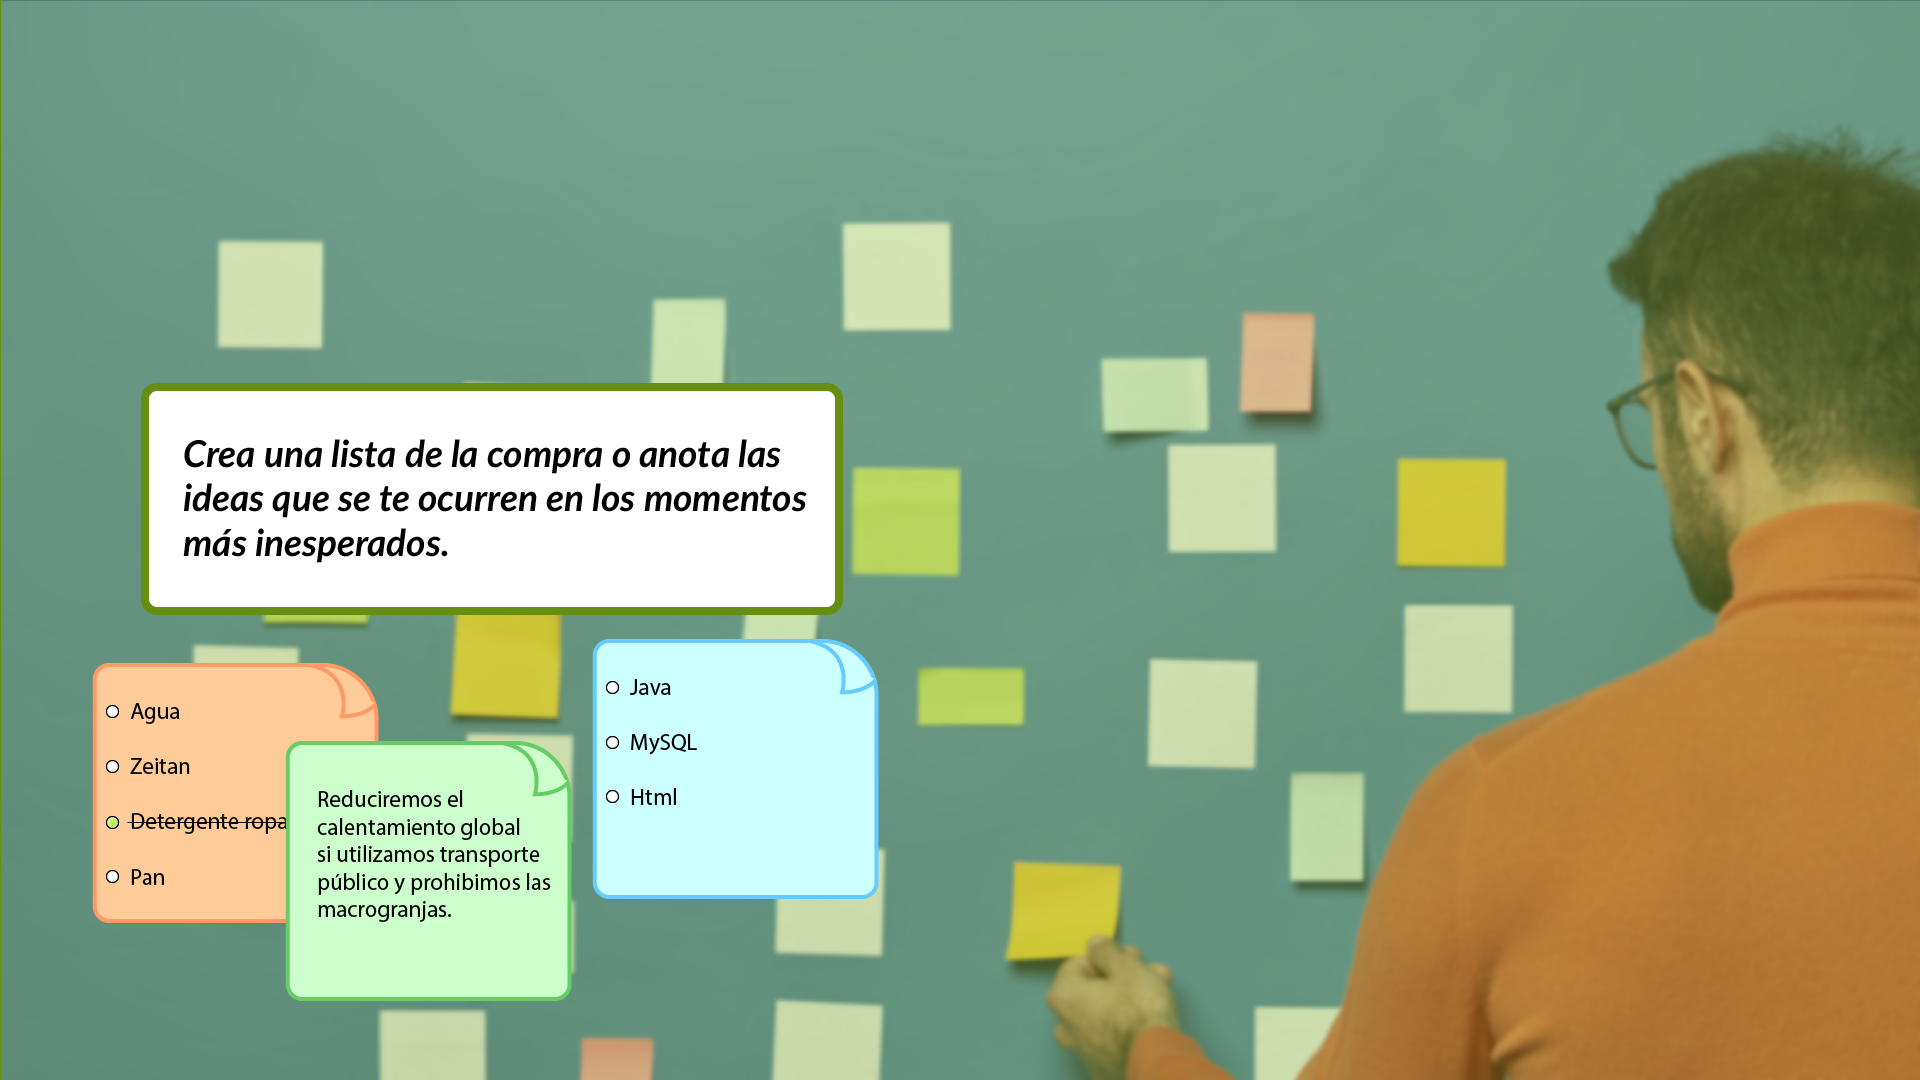 Crea una lista de la compra o anota las
ideas que se te ocurren en los momentos
más inesperados.
Agua
Zeitan
Detergente ropa
Pan
Reduciremos el
calentamiento global
si utilizamos transporte
público y prohibimos las
macrogranjas.
Java
MySQL
Html